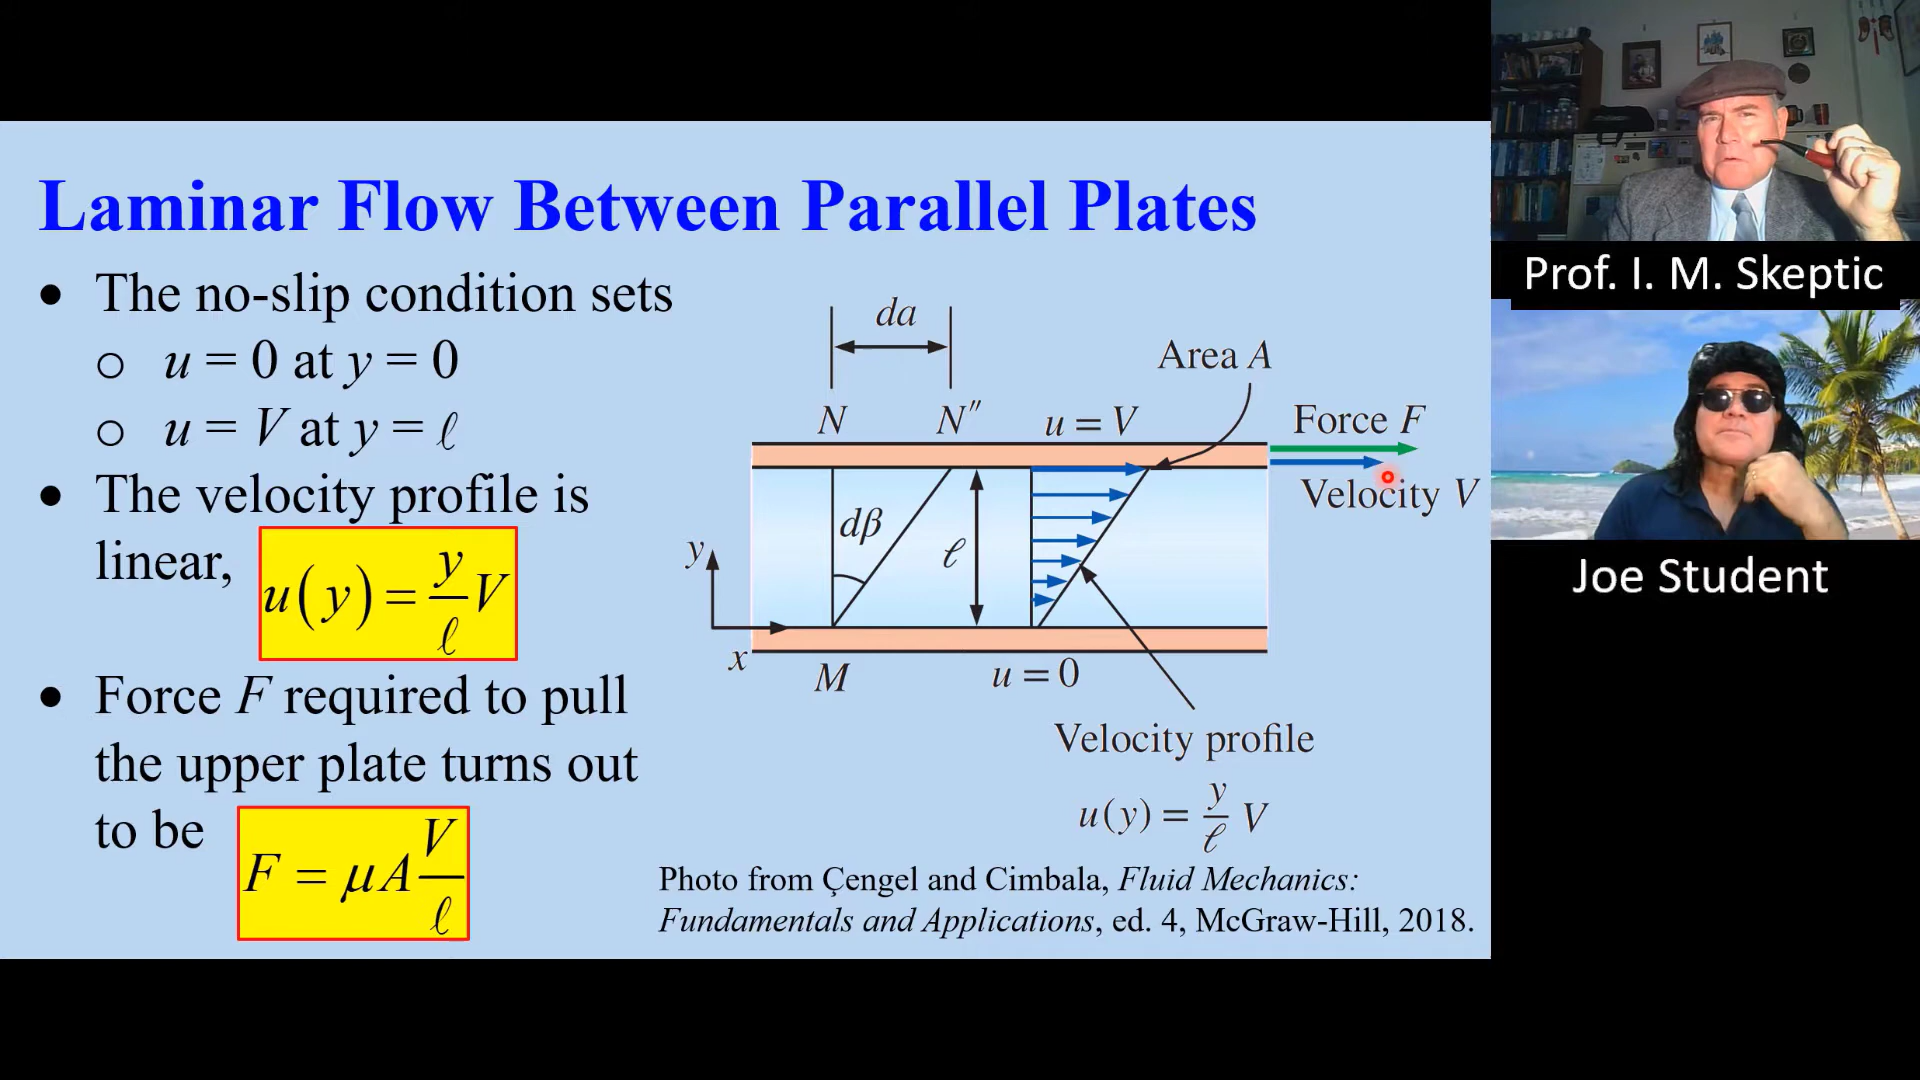 Laminar Flow Between Parallel Plates
• The no-slip condition sets
o u = 0 at y = 0
o u = V at y = ℓ
• The velocity profile is
linear, u(y) = y/ℓ V
• Force F required to pull
the upper plate turns out
to be F = μA V/ℓ
da
Area A
N
N″
u = V
Force F
Velocity V
dβ
ℓ
y
x
M
u = 0
Velocity profile
u(y) = y/ℓ V
Photo from Çengel and Cimbala, Fluid Mechanics:
Fundamentals and Applications, ed. 4, McGraw-Hill, 2018.
Prof. I. M. Skeptic
Joe Student